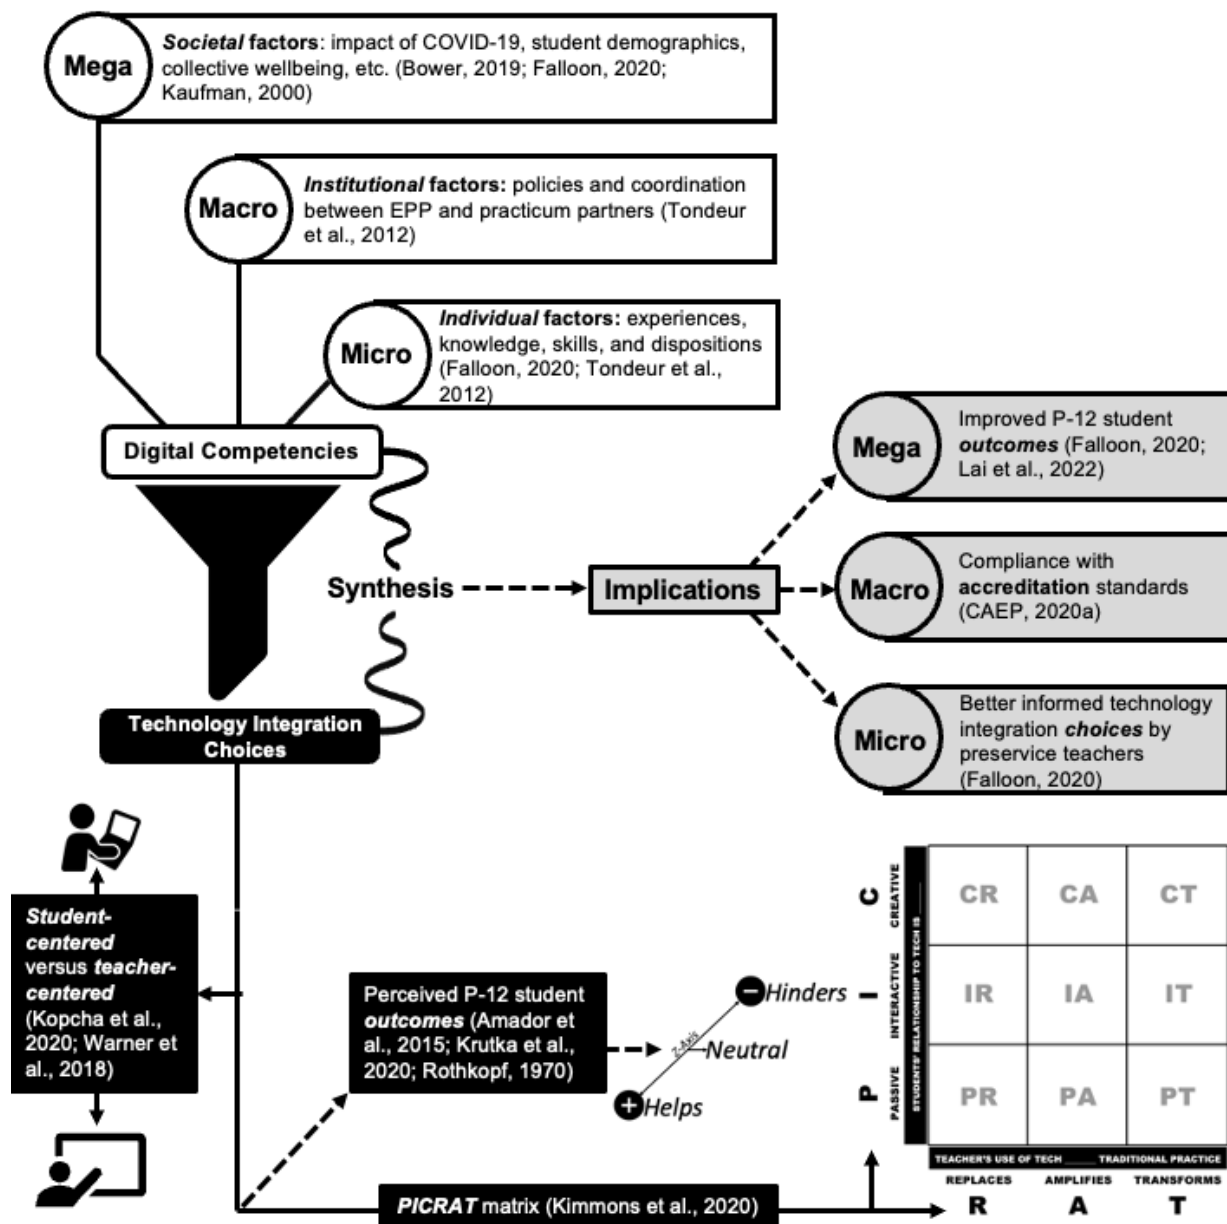 Mega
Societal factors: impact of COVID-19, student demographics,
collective wellbeing, etc. (Bower, 2019; Falloon, 2020;
Kaufman, 2000)
Macro
Institutional factors: policies and coordination
between EPP and practicum partners (Tondeur
et al., 2012)
Micro
Individual factors: experiences,
knowledge, skills, and dispositions
(Falloon, 2020; Tondeur et al.,
2012)
Digital Competencies
Synthesis
Technology Integration
Choices
Implications
Mega
Improved P-12 student
outcomes (Falloon, 2020;
Lai et al., 2022)
Macro
Compliance with
accreditation standards
(CAEP, 2020a)
Micro
Better informed technology
integration choices by
preservice teachers
(Falloon, 2020)
Student-
centered
versus teacher-
centered
(Kopcha et al.,
2020; Warner et
al., 2018)
Perceived P-12 student
outcomes (Amador et
al., 2015; Krutka et al.,
2020; Rothkopf, 1970)
Hinders
Z-Axis
Neutral
Helps
PICRAT matrix (Kimmons et al., 2020)
C
CREATIVE
I
INTERACTIVE
P
PASSIVE
STUDENTS' RELATIONSHIP TO TECH IS ____
CR CA CT
IR IA IT
PR PA PT
TEACHER'S USE OF TECH ____ TRADITIONAL PRACTICE
REPLACES AMPLIFIES TRANSFORMS
R A T